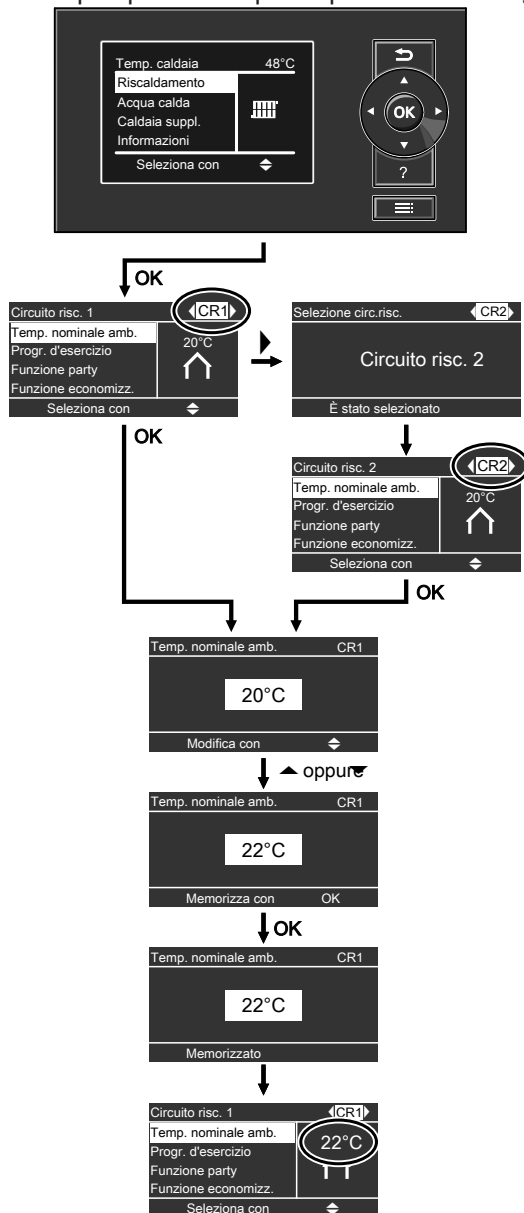 Temp. caldaia 48°C
Riscaldamento
Acqua calda
Caldaia suppl.
Informazioni
Seleziona con
OK
?
OK
Circuito risc. 1 CR1
Temp. nominale amb.
Progr. d'esercizio
Funzione party
Funzione economizz.
20°C
Seleziona con
Selezione circ.risc. CR2
Circuito risc. 2
È stato selezionato
OK
Circuito risc. 2 CR2
Temp. nominale amb.
Progr. d'esercizio
Funzione party
Funzione economizz.
20°C
Seleziona con
OK
Temp. nominale amb. CR1
20°C
Modifica con
oppure
Temp. nominale amb. CR1
22°C
Memorizza con OK
OK
Temp. nominale amb. CR1
22°C
Memorizzato
Circuito risc. 1 CR1
Temp. nominale amb.
Progr. d'esercizio
Funzione party
Funzione economizz.
22°C
Seleziona con